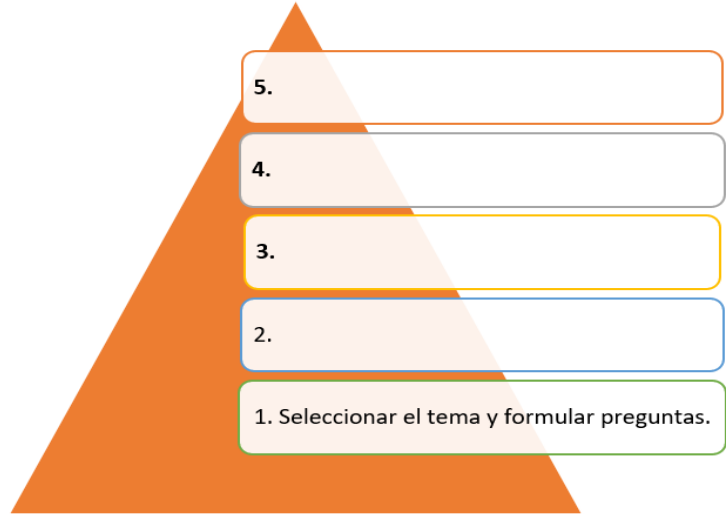 5.
4.
3.
2.
1. Seleccionar el tema y formular preguntas.